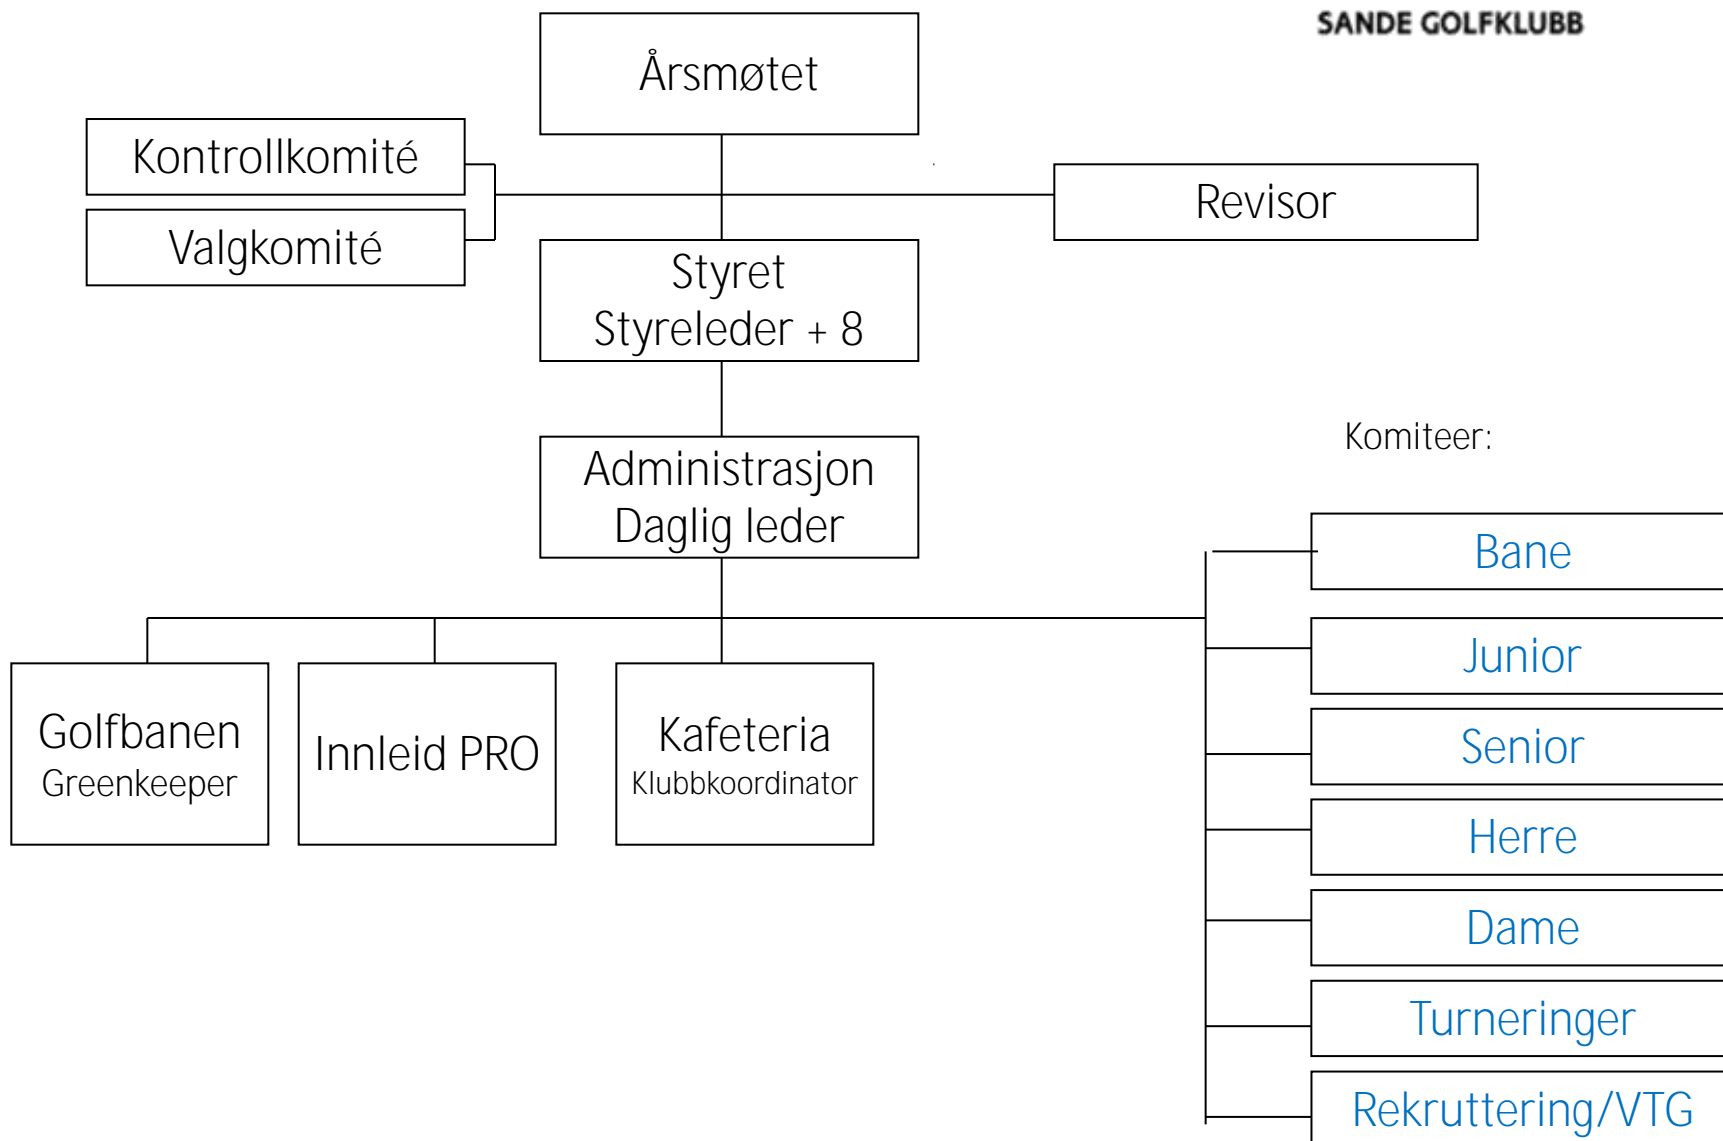 SANDE GOLFKLUBB
Årsmøtet
Kontrollkomité
Valgkomité
Revisor
Styret
Styreleder + 8
Administrasjon
Daglig leder
Komiteer:
Golfbanen
Greenkeeper
Innleid PRO
Kafeteria
Klubbkoordinator
Bane
Junior
Senior
Herre
Dame
Turneringer
Rekruttering/VTG